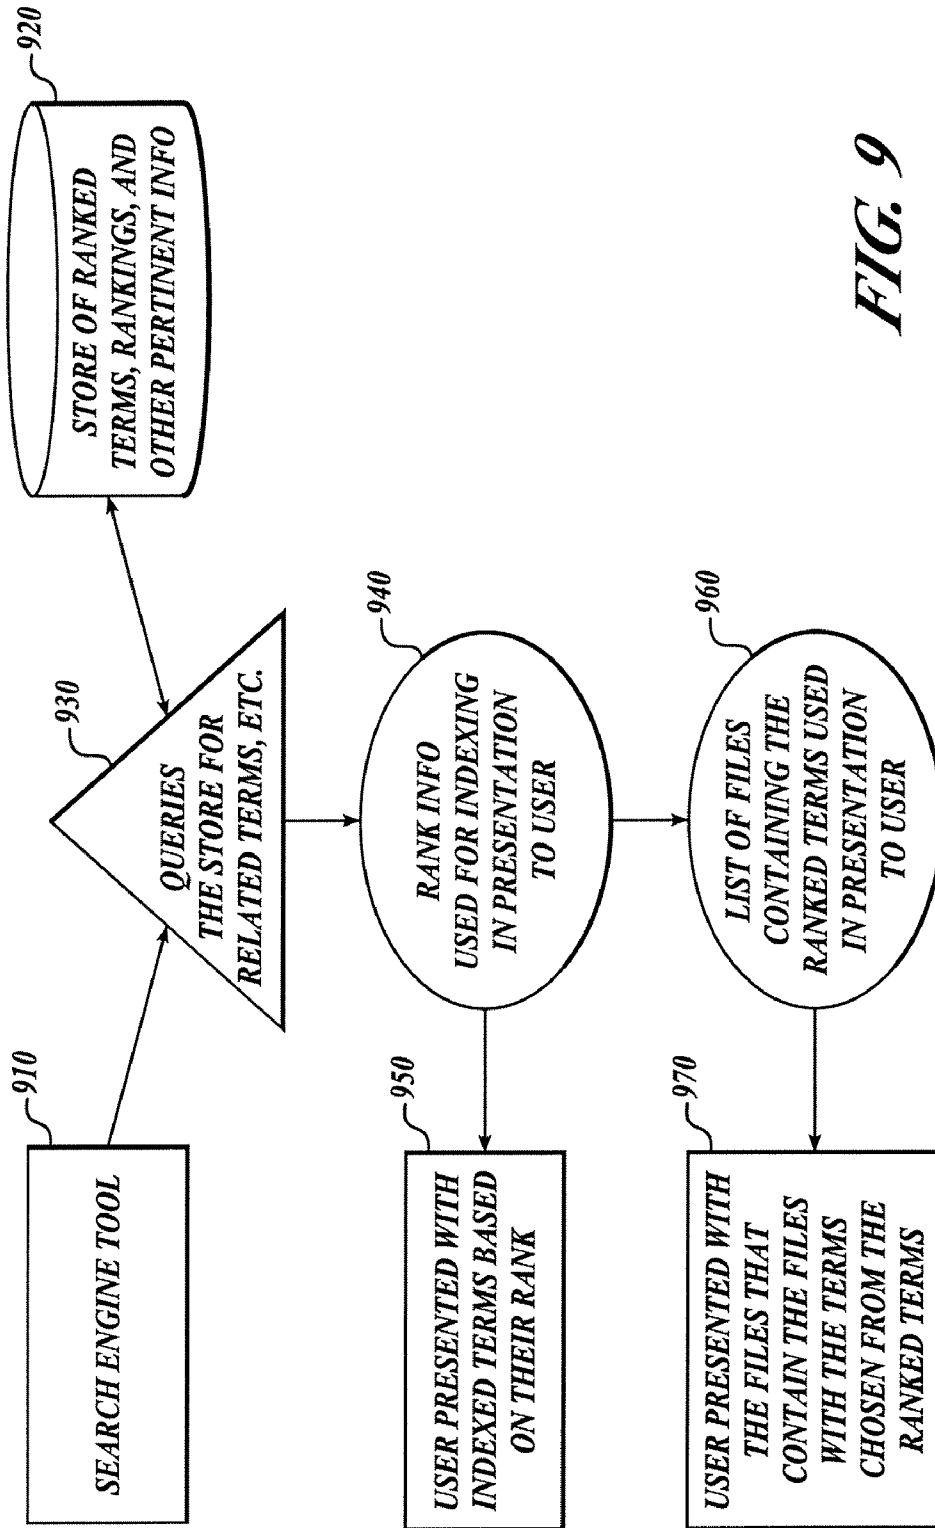 910
SEARCH ENGINE TOOL
920
STORE OF RANKED
TERMS, RANKINGS, AND
OTHER PERTINENT INFO
930
QUERIES
THE STORE FOR
RELATED TERMS, ETC.
940
RANK INFO
USED FOR INDEXING
IN PRESENTATION
TO USER
950
USER PRESENTED WITH
INDEXED TERMS BASED
ON THEIR RANK
960
LIST OF FILES
CONTAINING THE
RANKED TERMS USED
IN PRESENTATION
TO USER
970
USER PRESENTED WITH
THE FILES THAT
CONTAIN THE FILES
WITH THE TERMS
CHOSEN FROM THE
RANKED TERMS
FIG. 9